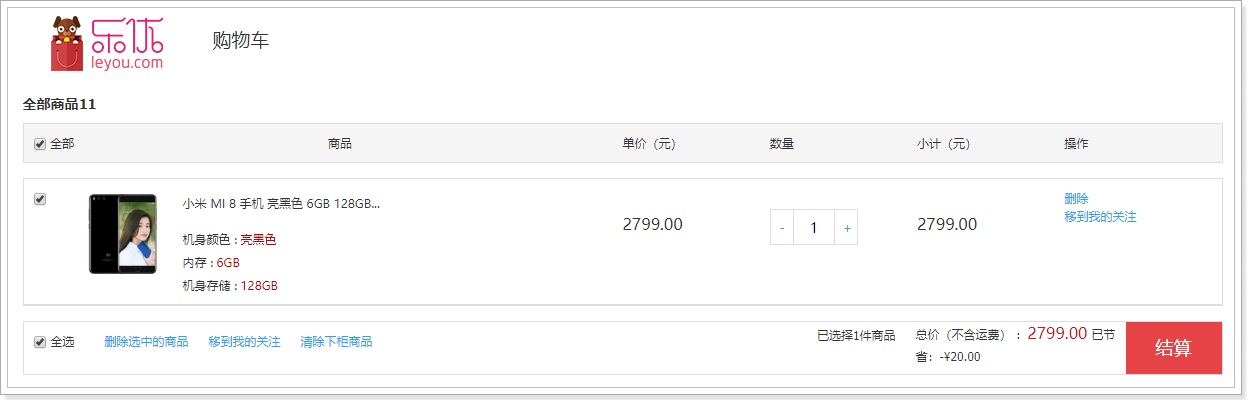 乐优
leyou.com
购物车
全部商品11
全部 商品 单价（元） 数量 小计（元） 操作
小米 MI 8 手机 亮黑色 6GB 128GB...
机身颜色 : 亮黑色
内存 : 6GB
机身存储 : 128GB
2799.00
- 1 +
2799.00
删除
移到我的关注
全选 删除选中的商品 移到我的关注 清除下柜商品
已选择1件商品
总价（不含运费） ： 2799.00 已节
省：-¥20.00
结算